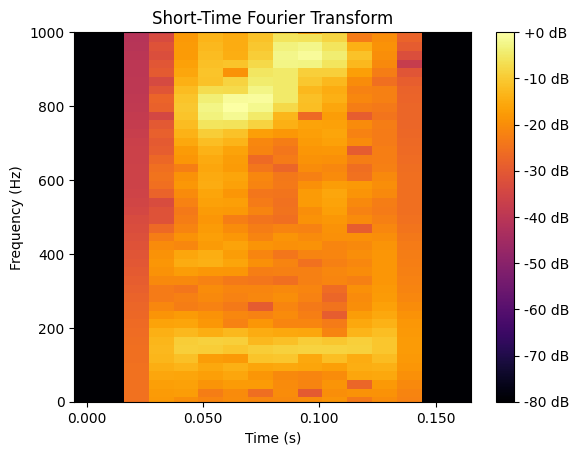 Short-Time Fourier Transform
Frequency (Hz)
1000
800
600
400
200
0
0.000
0.050
0.100
0.150
Time (s)
+0 dB
-10 dB
-20 dB
-30 dB
-40 dB
-50 dB
-60 dB
-70 dB
-80 dB